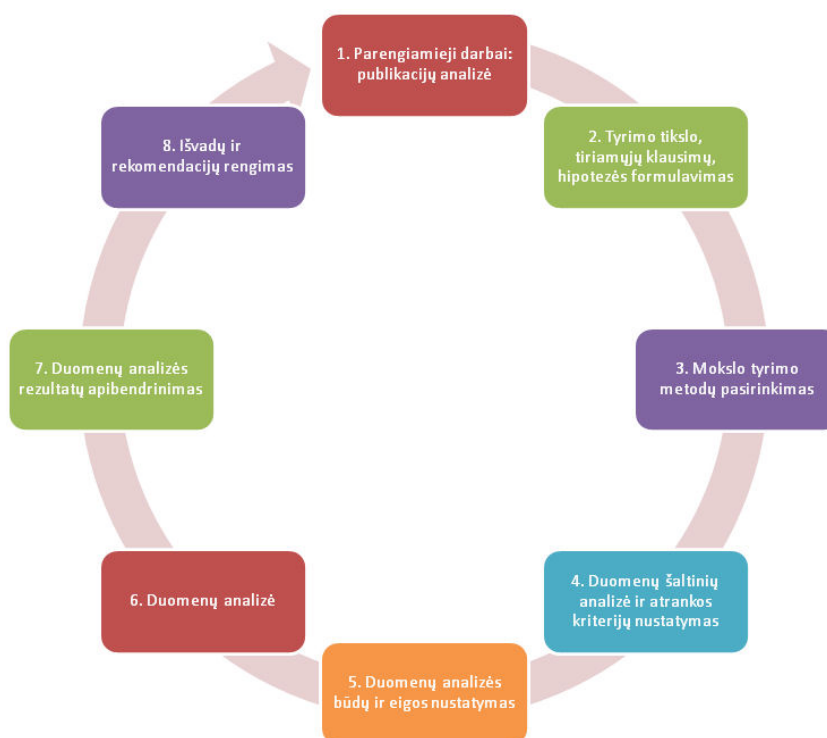 1. Parengiamieji darbai:
publikacijų analizė
2. Tyrimo tikslo,
tiriamųjų klausimų,
hipotezės formulavimas
3. Mokslo tyrimo
metodų pasirinkimas
4. Duomenų šaltinių
analizė ir atrankos
kriterijų nustatymas
5. Duomenų analizės
būdų ir eigos nustatymas
6. Duomenų analizė
7. Duomenų analizės
rezultatų apibendrinimas
8. Išvadų ir
rekomendacijų rengimas